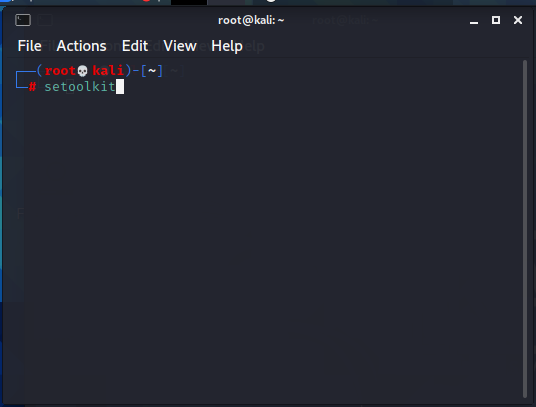 root@kali: ~
File Actions Edit View Help
┌──(root💀kali)-[~]
└─# setoolkit